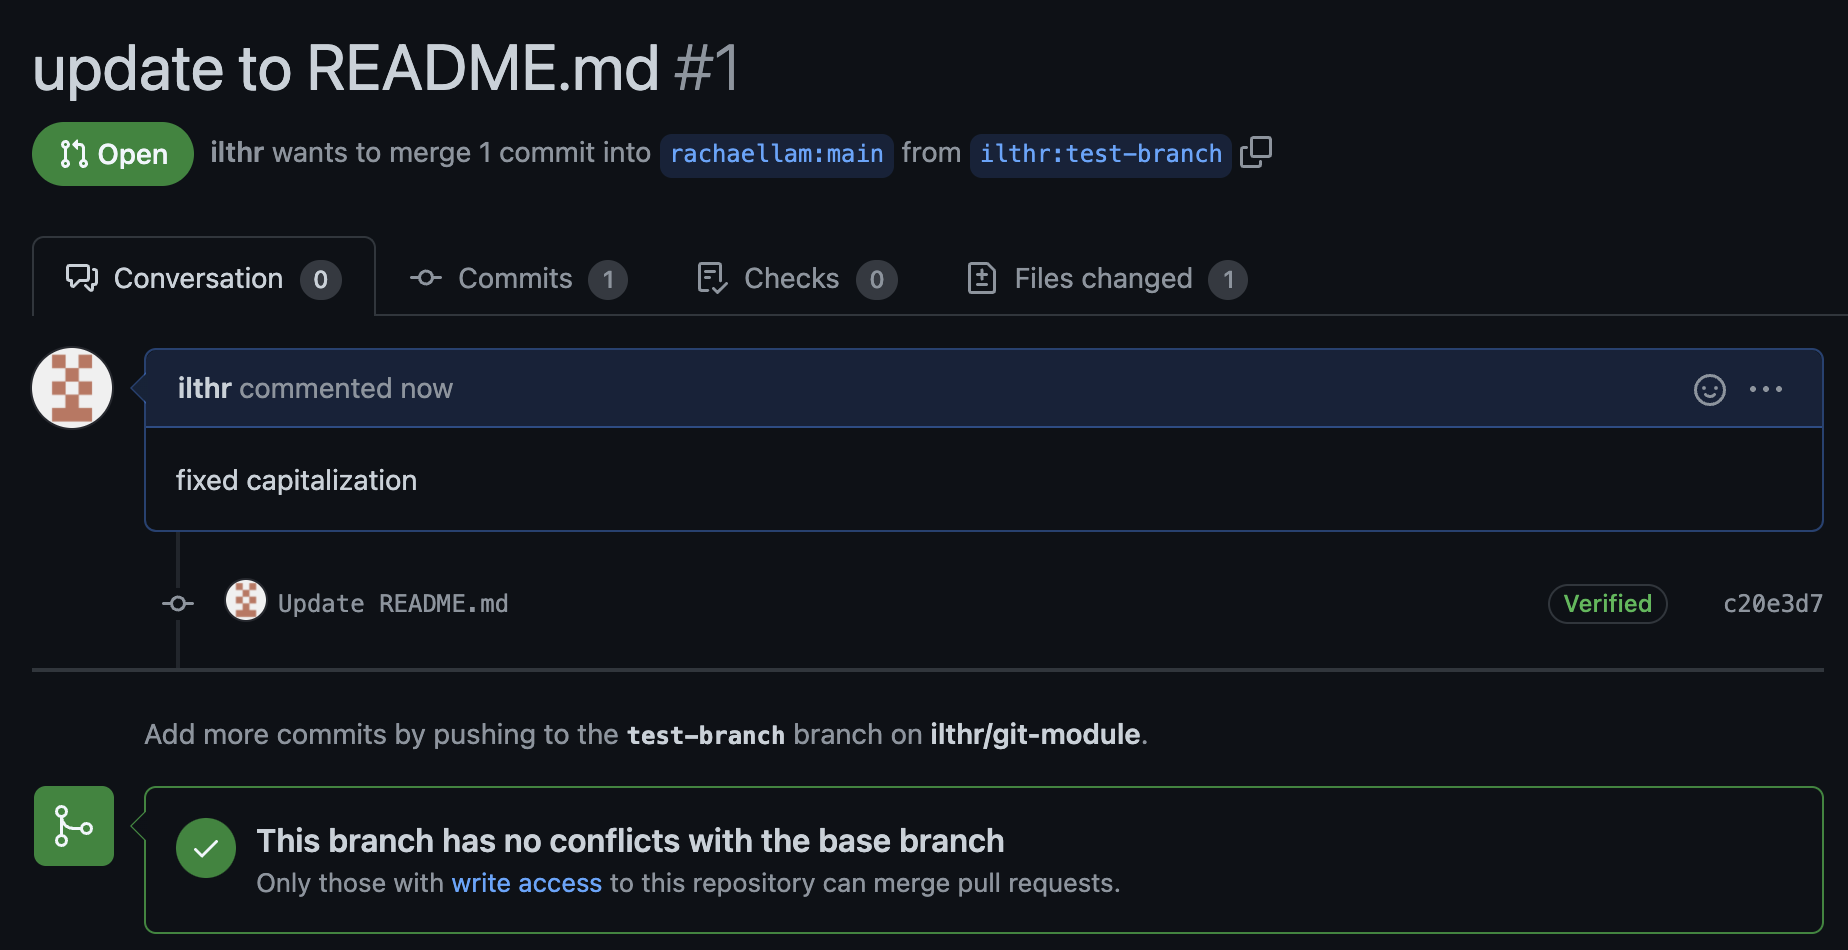 update to README.md #1
Open ilthr wants to merge 1 commit into rachaellam:main from ilthr:test-branch
Conversation 0 Commits 1 Checks 0 Files changed 1
ilthr commented now
fixed capitalization
Update README.md Verified c20e3d7
Add more commits by pushing to the test-branch branch on ilthr/git-module.
This branch has no conflicts with the base branch
Only those with write access to this repository can merge pull requests.